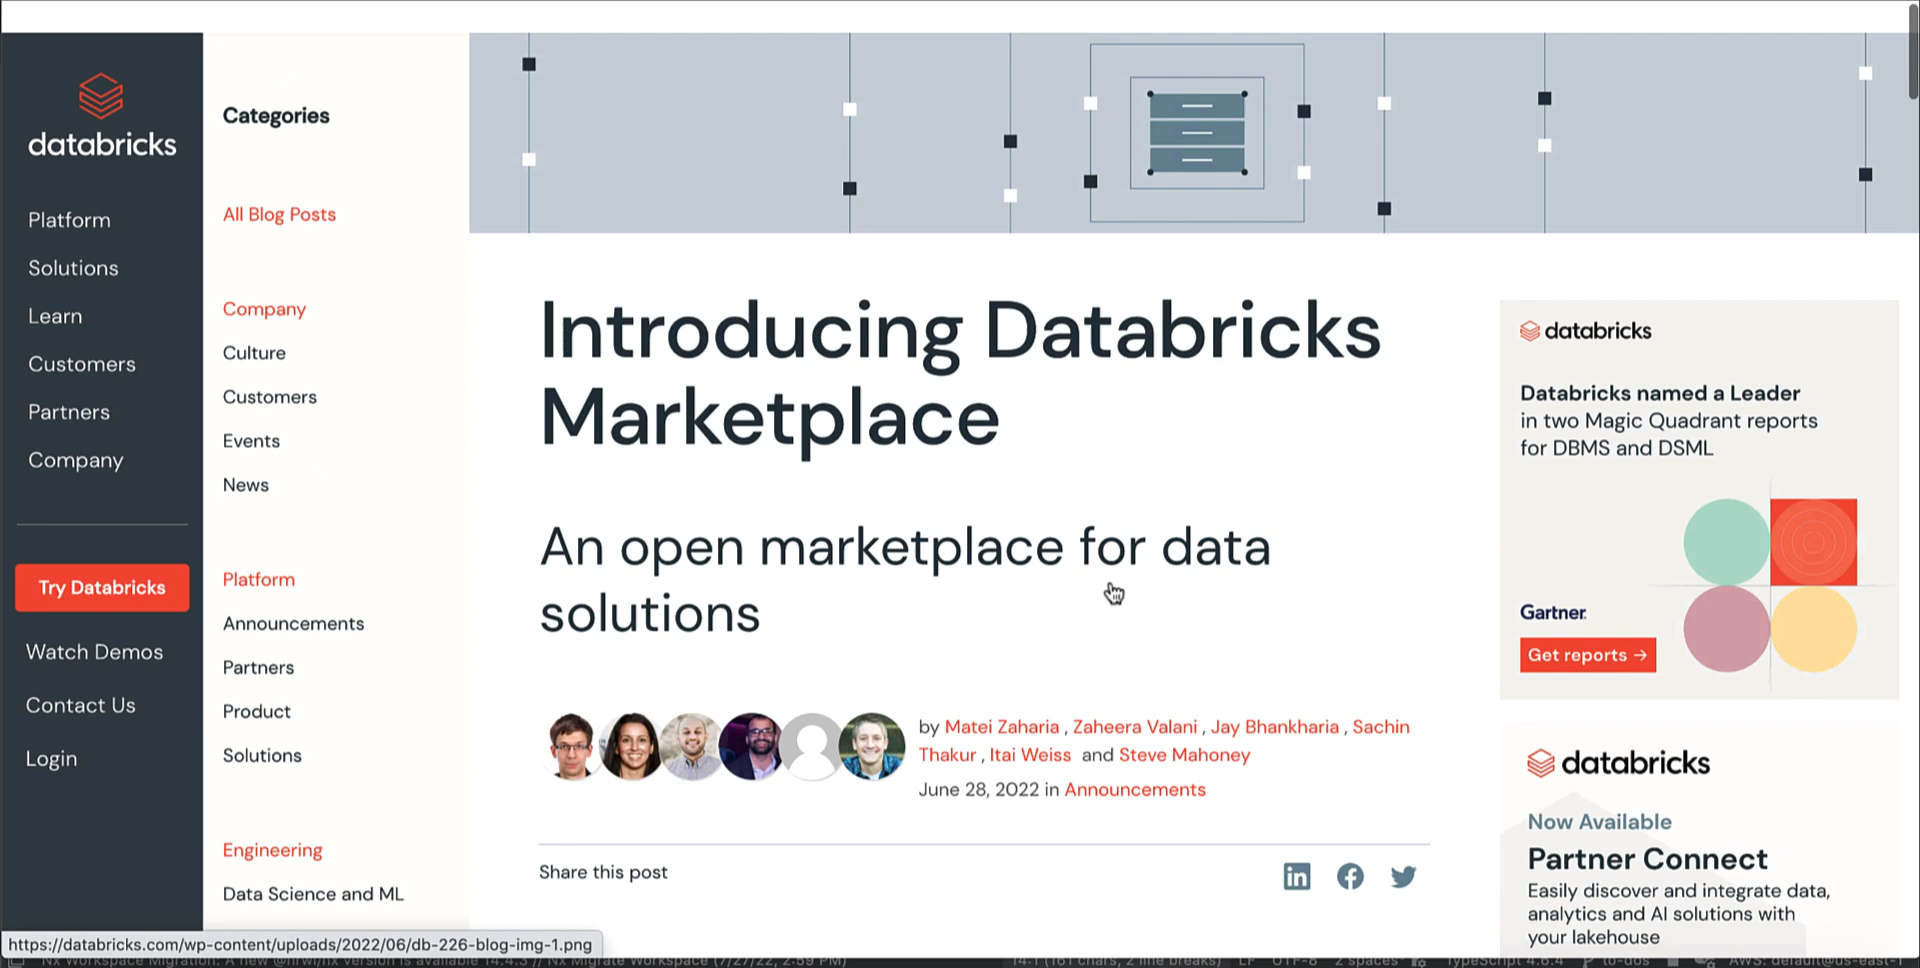 databricks
Platform
Solutions
Learn
Customers
Partners
Company
Try Databricks
Watch Demos
Contact Us
Login
Categories
All Blog Posts
Company
Culture
Customers
Events
News
Platform
Announcements
Partners
Product
Solutions
Engineering
Data Science and ML
Introducing Databricks
Marketplace
An open marketplace for data
solutions
by Matei Zaharia , Zaheera Valani , Jay Bhankharia , Sachin
Thakur , Itai Weiss and Steve Mahoney
June 28, 2022 in Announcements
Share this post
databricks
Databricks named a Leader
in two Magic Quadrant reports
for DBMS and DSML
Gartner.
Get reports →
databricks
Now Available
Partner Connect
Easily discover and integrate data,
analytics and AI solutions with
your lakehouse
https://databricks.com/wp-content/uploads/2022/06/db-226-blog-img-1.png